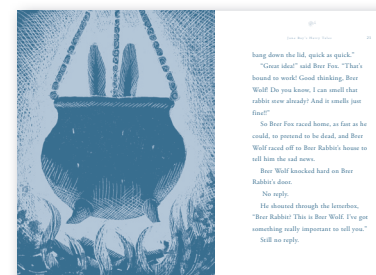 bang down the lid, quick as quick."
"Great idea!" said Brer Fox. "That's
bound to work! Good thinking, Brer
Wolf! Do you know, I can smell that
rabbit stew already? And it smells just
fine!"
So Brer Fox raced home, as fast as he
could, to pretend to be dead, and Brer
Wolf raced off to Brer Rabbit's house to
tell him the sad news.
Brer Wolf knocked hard on Brer
Rabbit's door.
No reply.
He shouted through the letterbox,
"Brer Rabbit! This is Brer Wolf. I've got
something really important to tell you."
Still no reply.